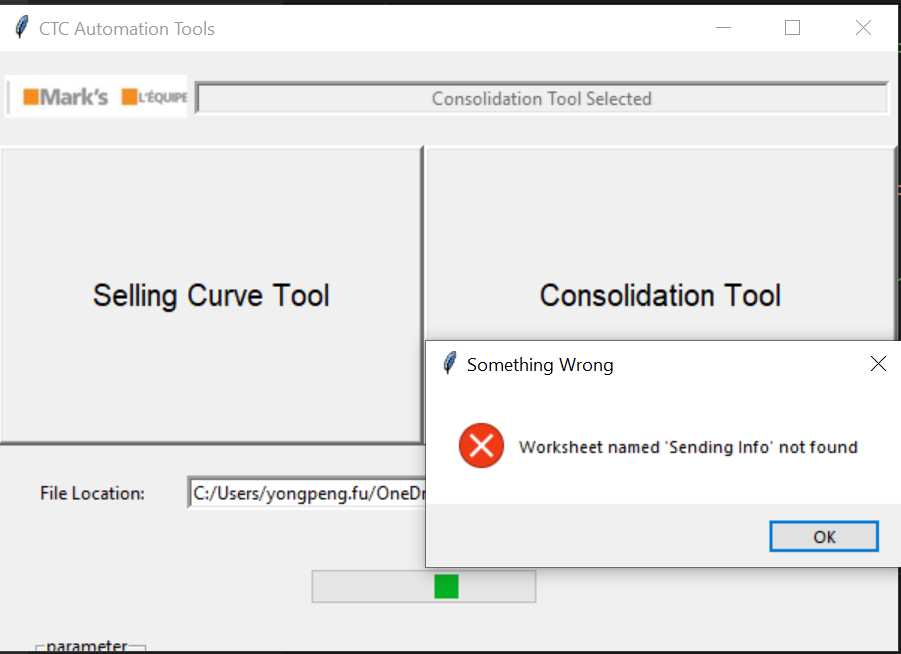 CTC Automation Tools
Mark's L'ÉQUIPE
Consolidation Tool Selected
Selling Curve Tool
Consolidation Tool
Something Wrong
Worksheet named 'Sending Info' not found
OK
File Location:
C:/Users/yongpeng.fu/OneDr
parameter